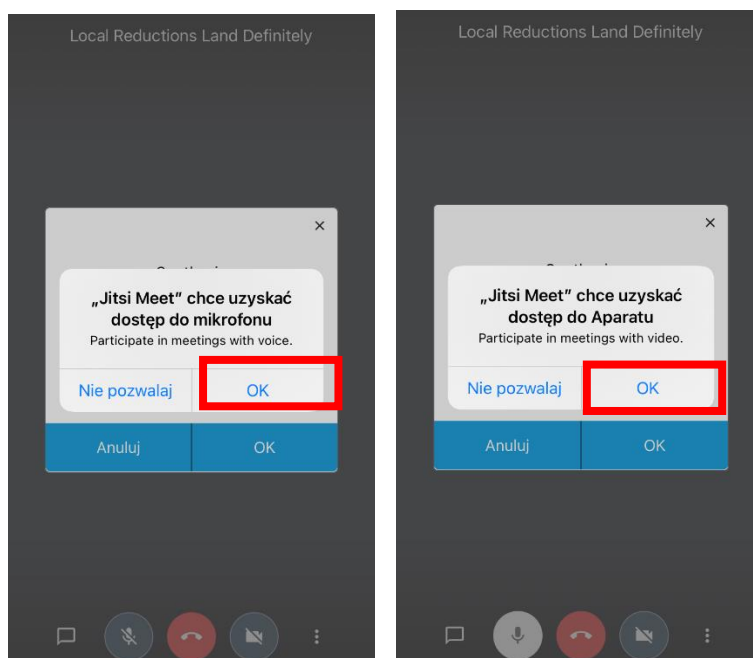 Local Reductions Land Definitely
„Jitsi Meet” chce uzyskać
dostęp do mikrofonu
Participate in meetings with voice.
Nie pozwalaj
OK
Anuluj
OK
Local Reductions Land Definitely
„Jitsi Meet” chce uzyskać
dostęp do Aparatu
Participate in meetings with video.
Nie pozwalaj
OK
Anuluj
OK